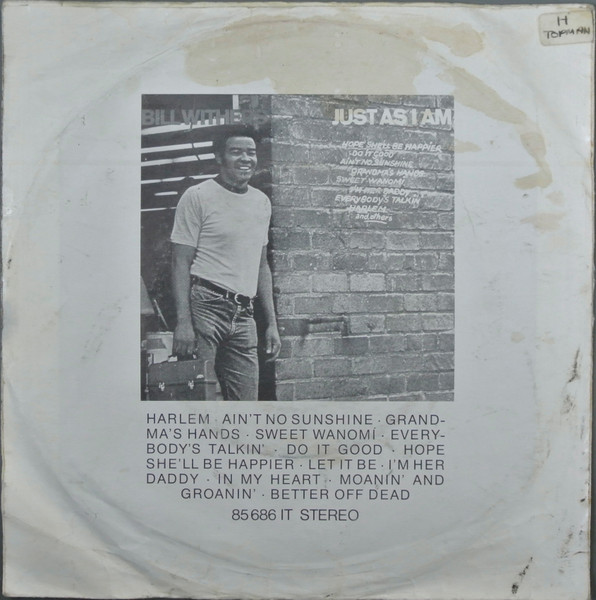 H
TOPMAN
BILL WITHERS
JUST AS I AM
HOPE SHE'LL BE HAPPIER
DO IT GOOD
AIN'T NO SUNSHINE
GRANDMA'S HANDS
SWEET WANOMI
I'M HER DADDY
EVERYBODY'S TALKIN'
HARLEM
and others
HARLEM · AIN'T NO SUNSHINE · GRAND-
MA'S HANDS · SWEET WANOMÍ · EVERY-
BODY'S TALKIN' · DO IT GOOD · HOPE
SHE'LL BE HAPPIER · LET IT BE · I'M HER
DADDY · IN MY HEART · MOANIN' AND
GROANIN' · BETTER OFF DEAD
85 686 IT STEREO